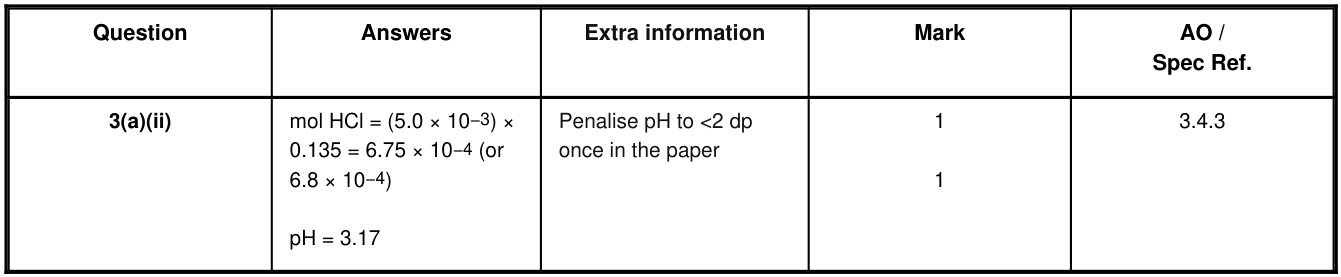 Question Answers Extra information Mark AO /
Spec Ref.
3(a)(ii) mol HCl = (5.0 × 10–3) × Penalise pH to <2 dp 1 3.4.3
0.135 = 6.75 × 10–4 (or once in the paper
6.8 × 10–4) 1
pH = 3.17